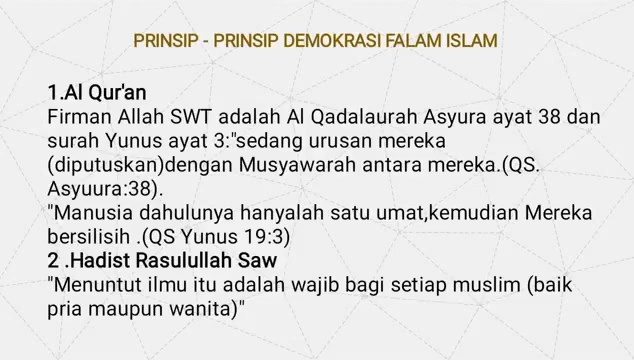 PRINSIP - PRINSIP DEMOKRASI FALAM ISLAM
1.Al Qur'an
Firman Allah SWT adalah Al Qadalaurah Asyura ayat 38 dan
surah Yunus ayat 3:"sedang urusan mereka
(diputuskan)dengan Musyawarah antara mereka.(QS.
Asyuura:38).
"Manusia dahulunya hanyalah satu umat,kemudian Mereka
bersilisih .(QS Yunus 19:3)
2 .Hadist Rasulullah Saw
"Menuntut ilmu itu adalah wajib bagi setiap muslim (baik
pria maupun wanita)"